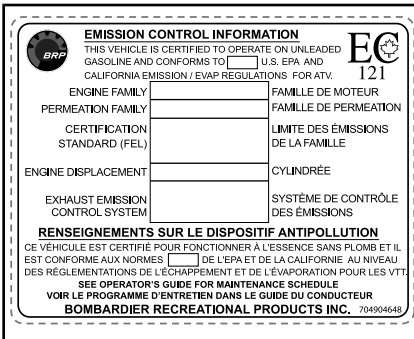 BRP
EMISSION CONTROL INFORMATION
THIS VEHICLE IS CERTIFIED TO OPERATE ON UNLEADED
GASOLINE AND CONFORMS TO U.S. EPA AND
CALIFORNIA EMISSION / EVAP REGULATIONS FOR ATV.
EC
121
ENGINE FAMILY FAMILLE DE MOTEUR
PERMEATION FAMILY FAMILLE DE PERMEATION
CERTIFICATION LIMITE DES ÉMISSIONS
STANDARD (FEL) DE LA FAMILLE
ENGINE DISPLACEMENT CYLINDRÉE
EXHAUST EMISSION SYSTÈME DE CONTRÔLE
CONTROL SYSTEM DES ÉMISSIONS
RENSEIGNEMENTS SUR LE DISPOSITIF ANTIPOLLUTION
CE VÉHICULE EST CERTIFIÉ POUR FONCTIONNER À L'ESSENCE SANS PLOMB ET IL
EST CONFORME AUX NORMES DE L'EPA ET DE LA CALIFORNIE AU NIVEAU
DES RÉGLEMENTATIONS DE L'ÉCHAPPEMENT ET DE L'ÉVAPORATION POUR LES VTT.
SEE OPERATOR'S GUIDE FOR MAINTENANCE SCHEDULE
VOIR LE PROGRAMME D'ENTRETIEN DANS LE GUIDE DU CONDUCTEUR
BOMBARDIER RECREATIONAL PRODUCTS INC. 704904648